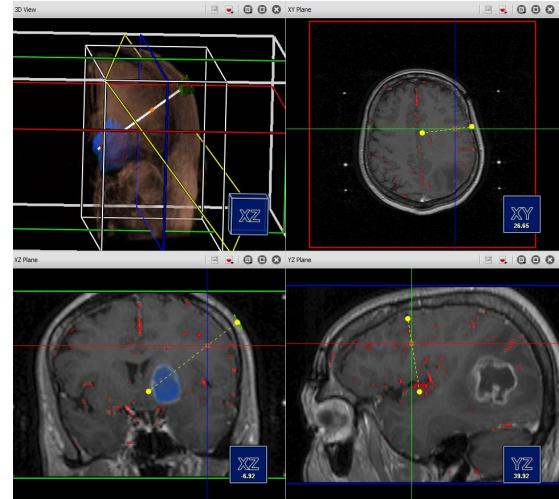 3D View
XY Plane
XZ
XY
26.65
XZ Plane
YZ Plane
XZ
-6.92
YZ
39.92